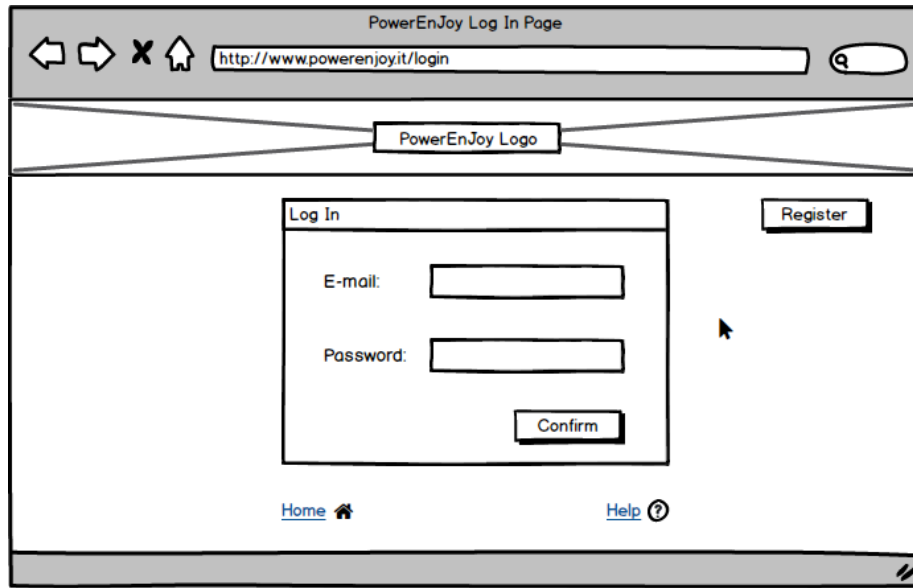 PowerEnJoy Log In Page
http://www.powerenjoy.it/login
PowerEnJoy Logo
Log In
Register
E-mail:
Password:
Confirm
Home
Help ?